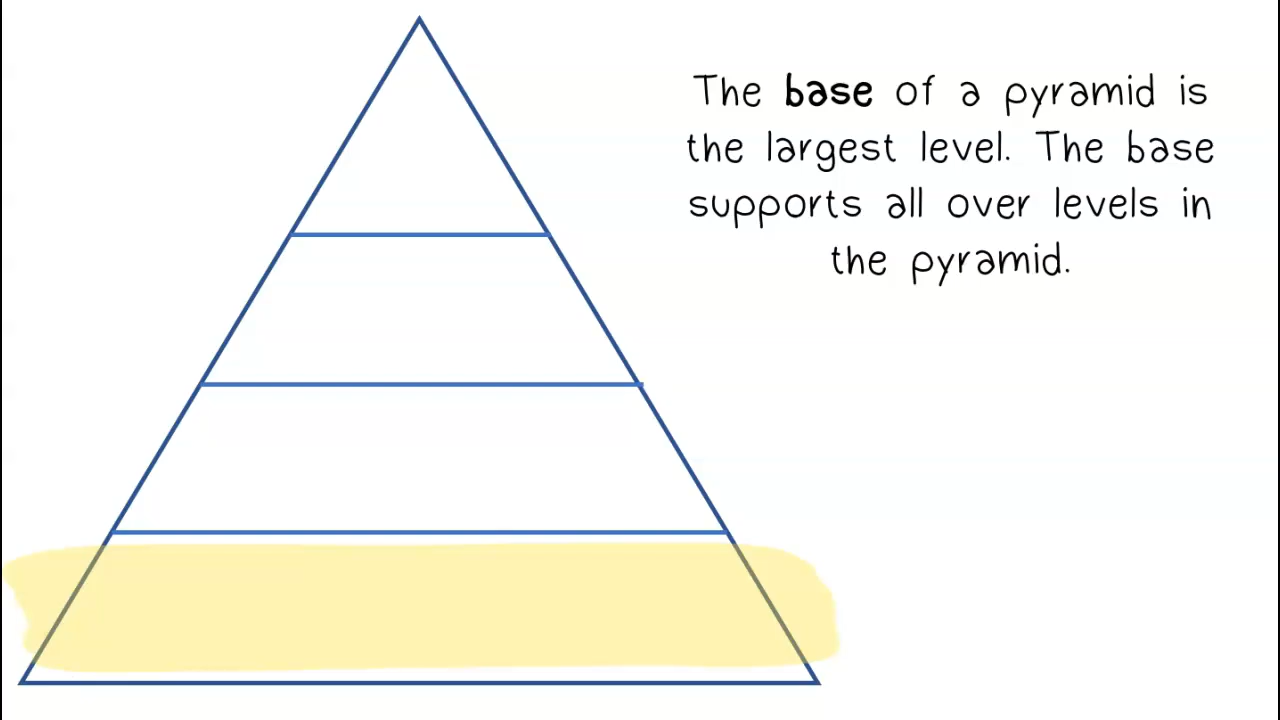 The base of a pyramid is
the largest level. The base
supports all over levels in
the pyramid.